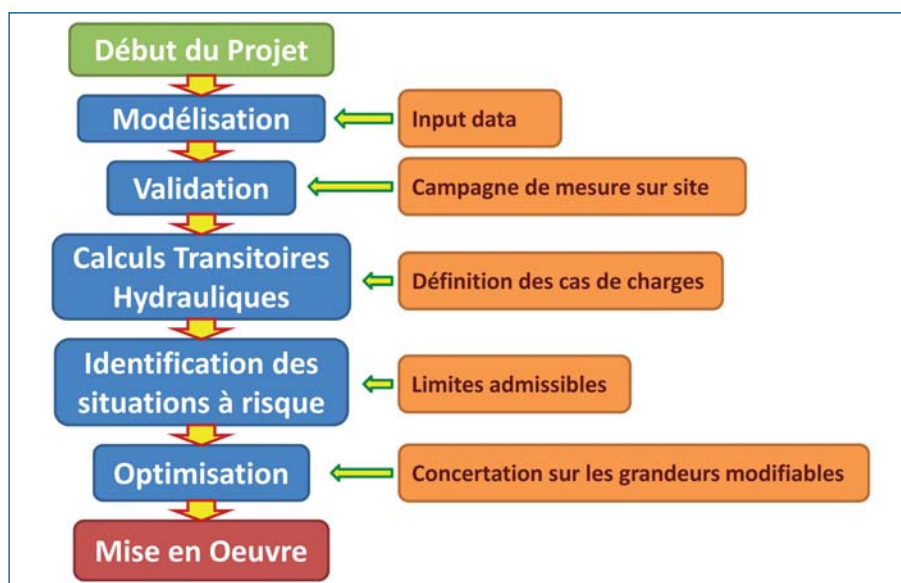 Début du Projet
Modélisation
Input data
Validation
Campagne de mesure sur site
Calculs Transitoires
Hydrauliques
Définition des cas de charges
Identification des
situations à risque
Limites admissibles
Optimisation
Concertation sur les grandeurs modifiables
Mise en Oeuvre